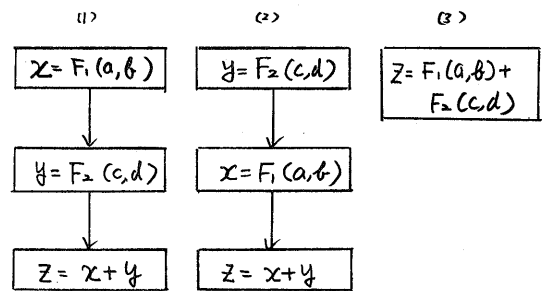 (1)
x = F₁(a,b)
y = F₂(c,d)
z = x+y
(2)
y = F₂(c,d)
x = F₁(a,b)
z = x+y
(3)
z = F₁(a,b)+
F₂(c,d)